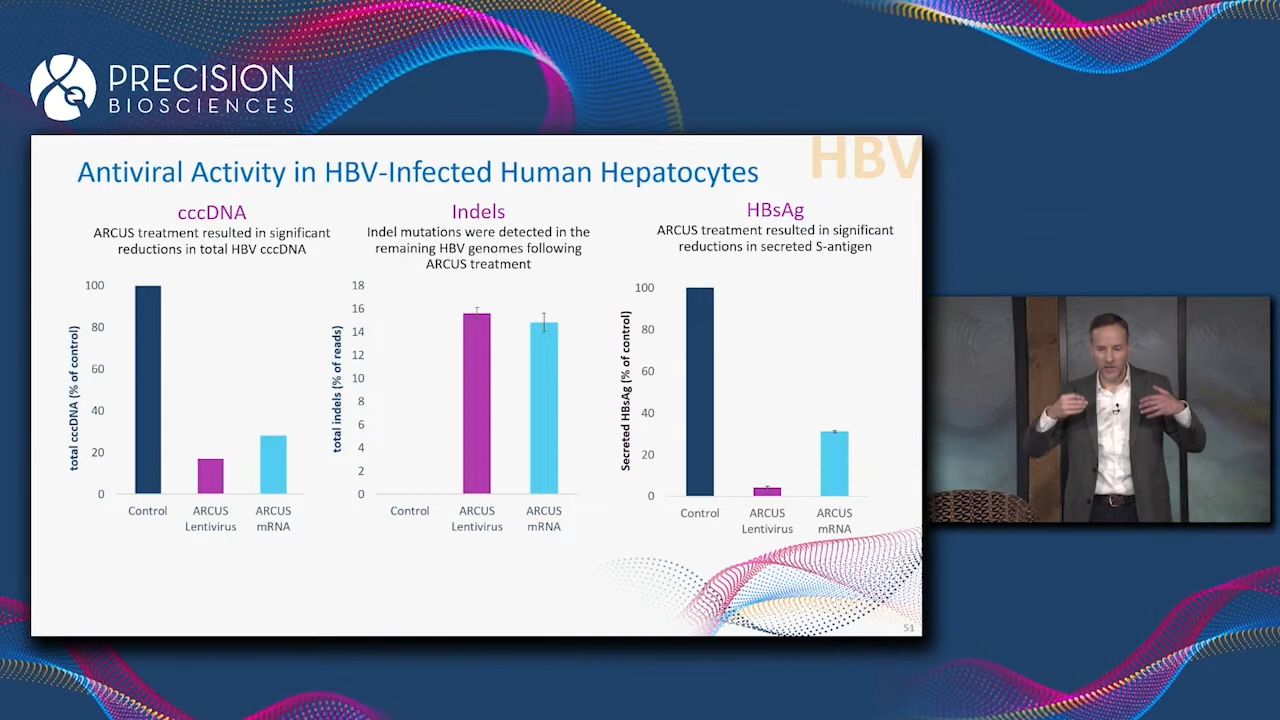 PRECISION
BIOSCIENCES
HBV
Antiviral Activity in HBV-Infected Human Hepatocytes
cccDNA
ARCUS treatment resulted in significant
reductions in total HBV cccDNA
total cccDNA (% of control)
100
80
60
40
20
0
Control
ARCUS
Lentivirus
ARCUS
mRNA
Indels
Indel mutations were detected in the
remaining HBV genomes following
ARCUS treatment
total indels (% of reads)
18
16
14
12
10
8
6
4
2
0
Control
ARCUS
Lentivirus
ARCUS
mRNA
HBsAg
ARCUS treatment resulted in significant
reductions in secreted S-antigen
Secreted HBsAg (% of control)
100
80
60
40
20
0
Control
ARCUS
Lentivirus
ARCUS
mRNA
51